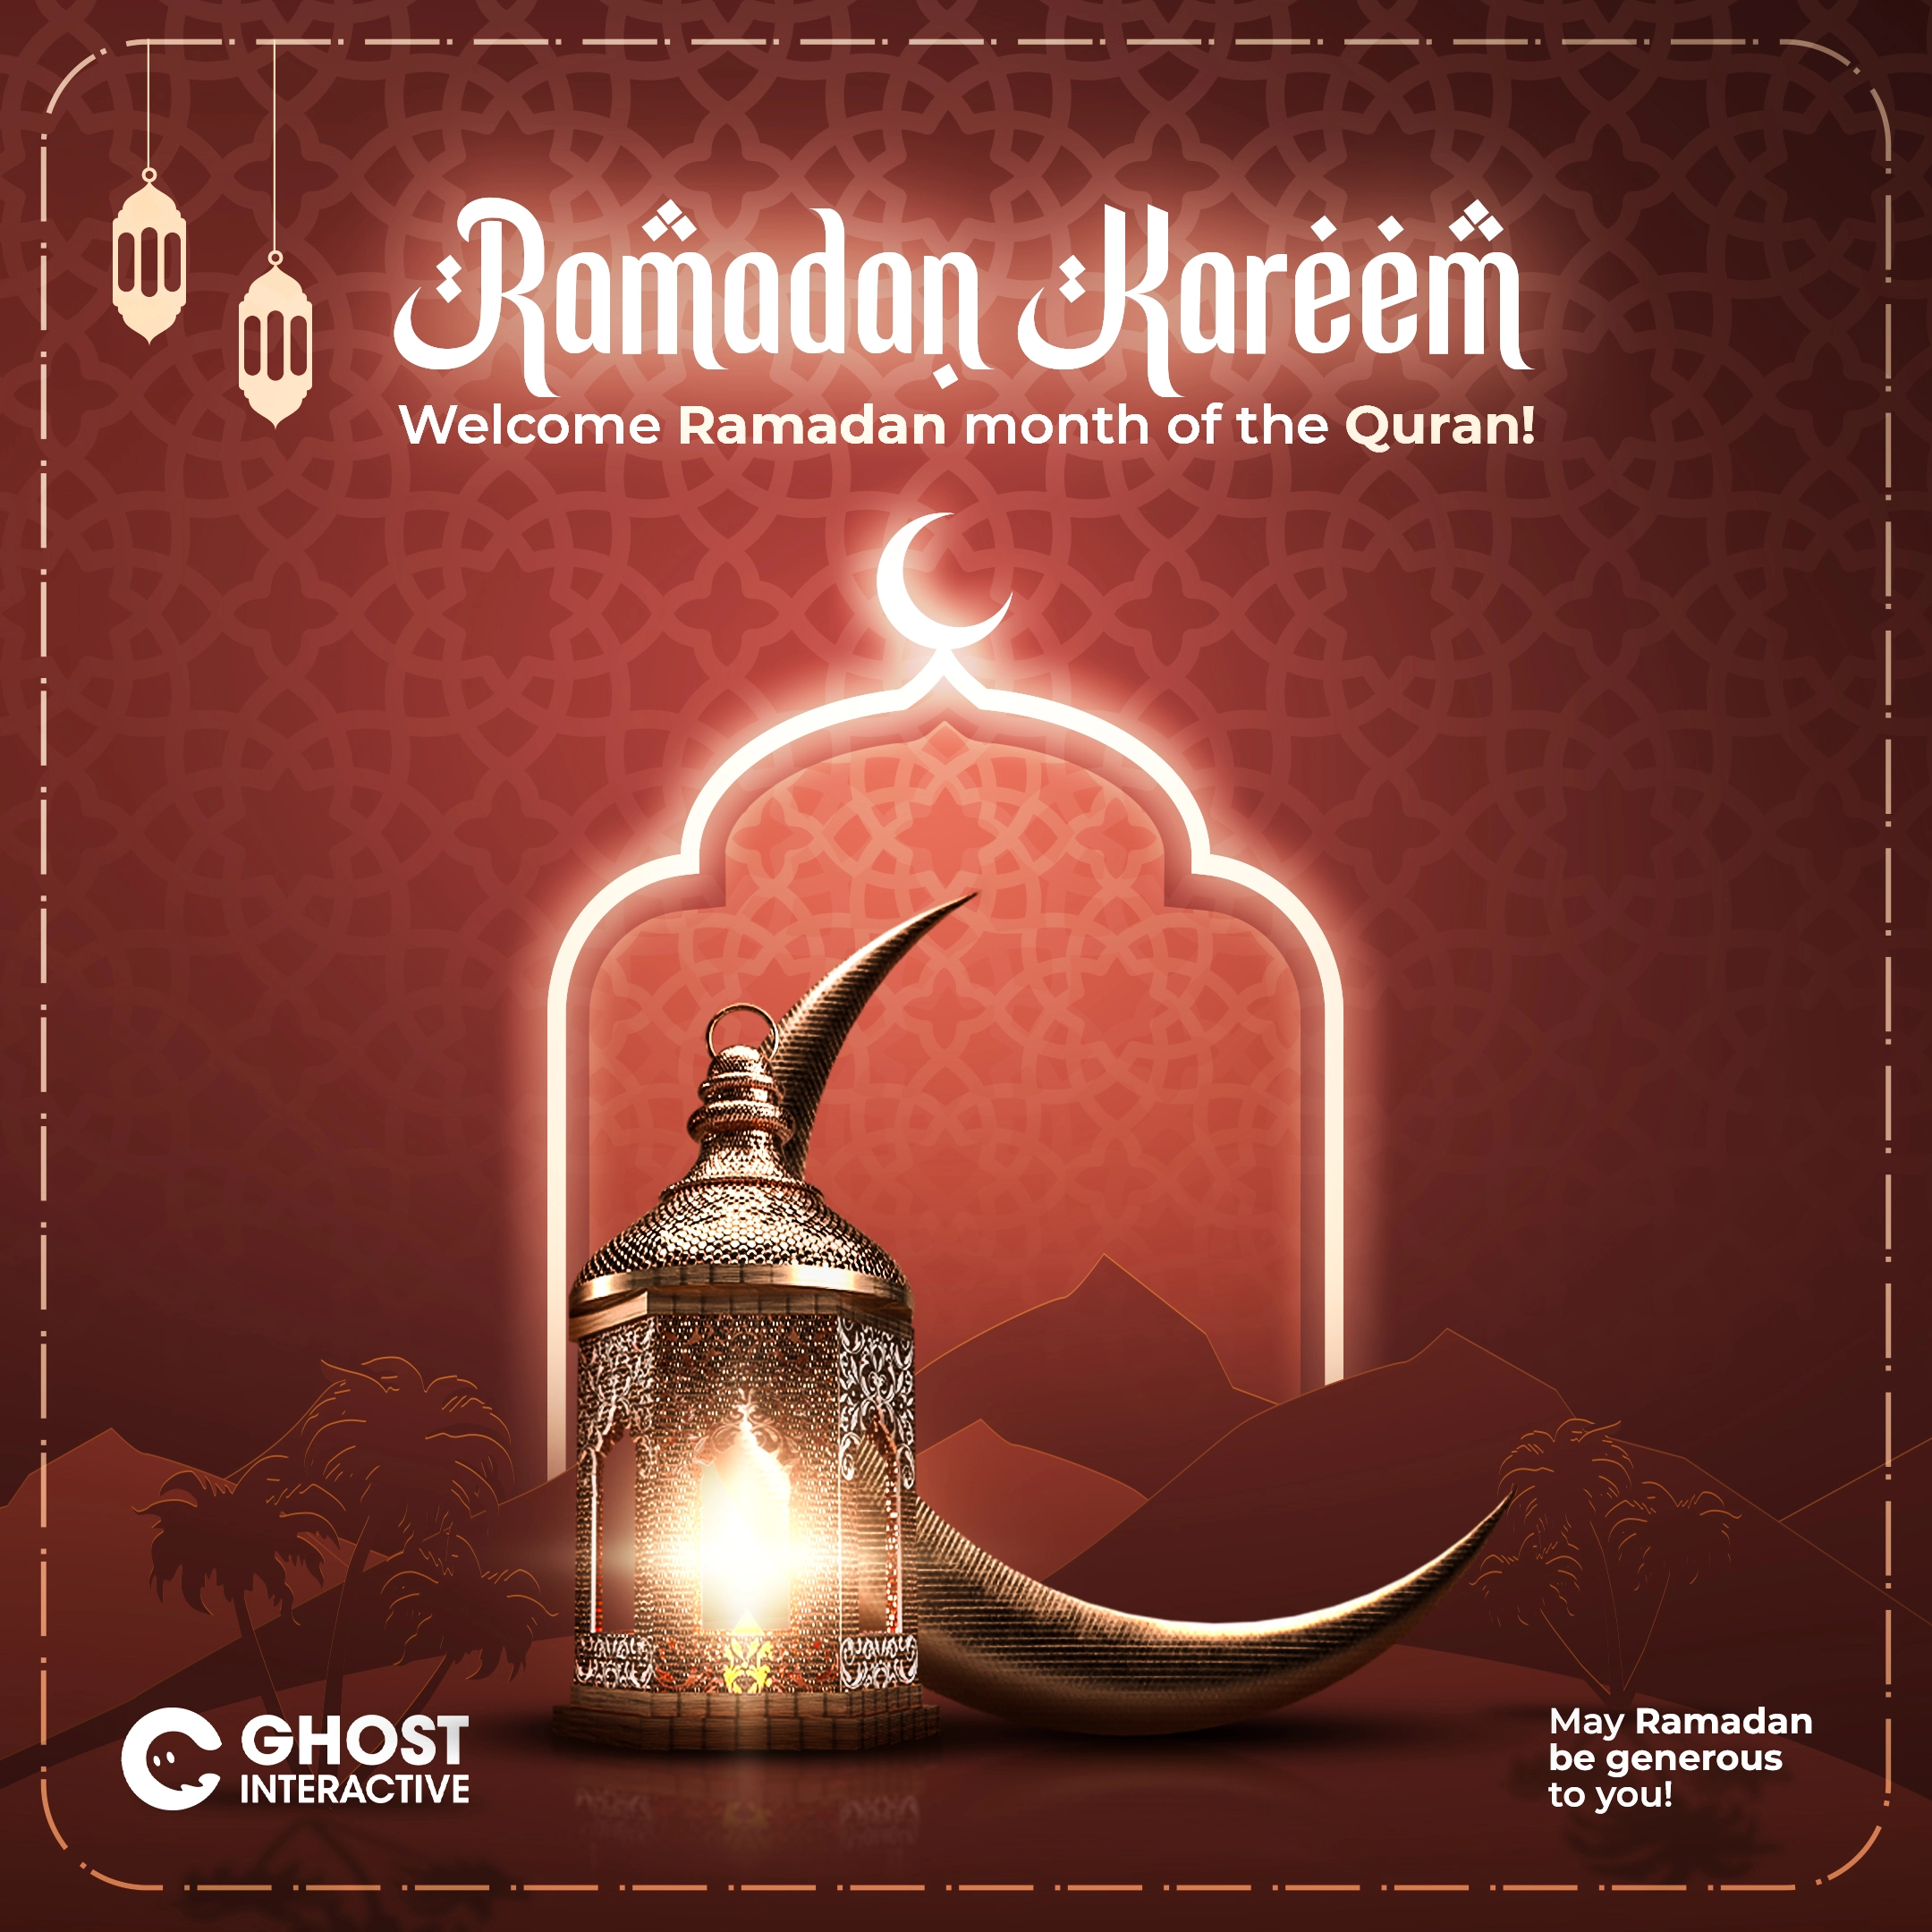 Ramadan Kareem
Welcome Ramadan month of the Quran!
GHOST
INTERACTIVE
May Ramadan
be generous
to you!